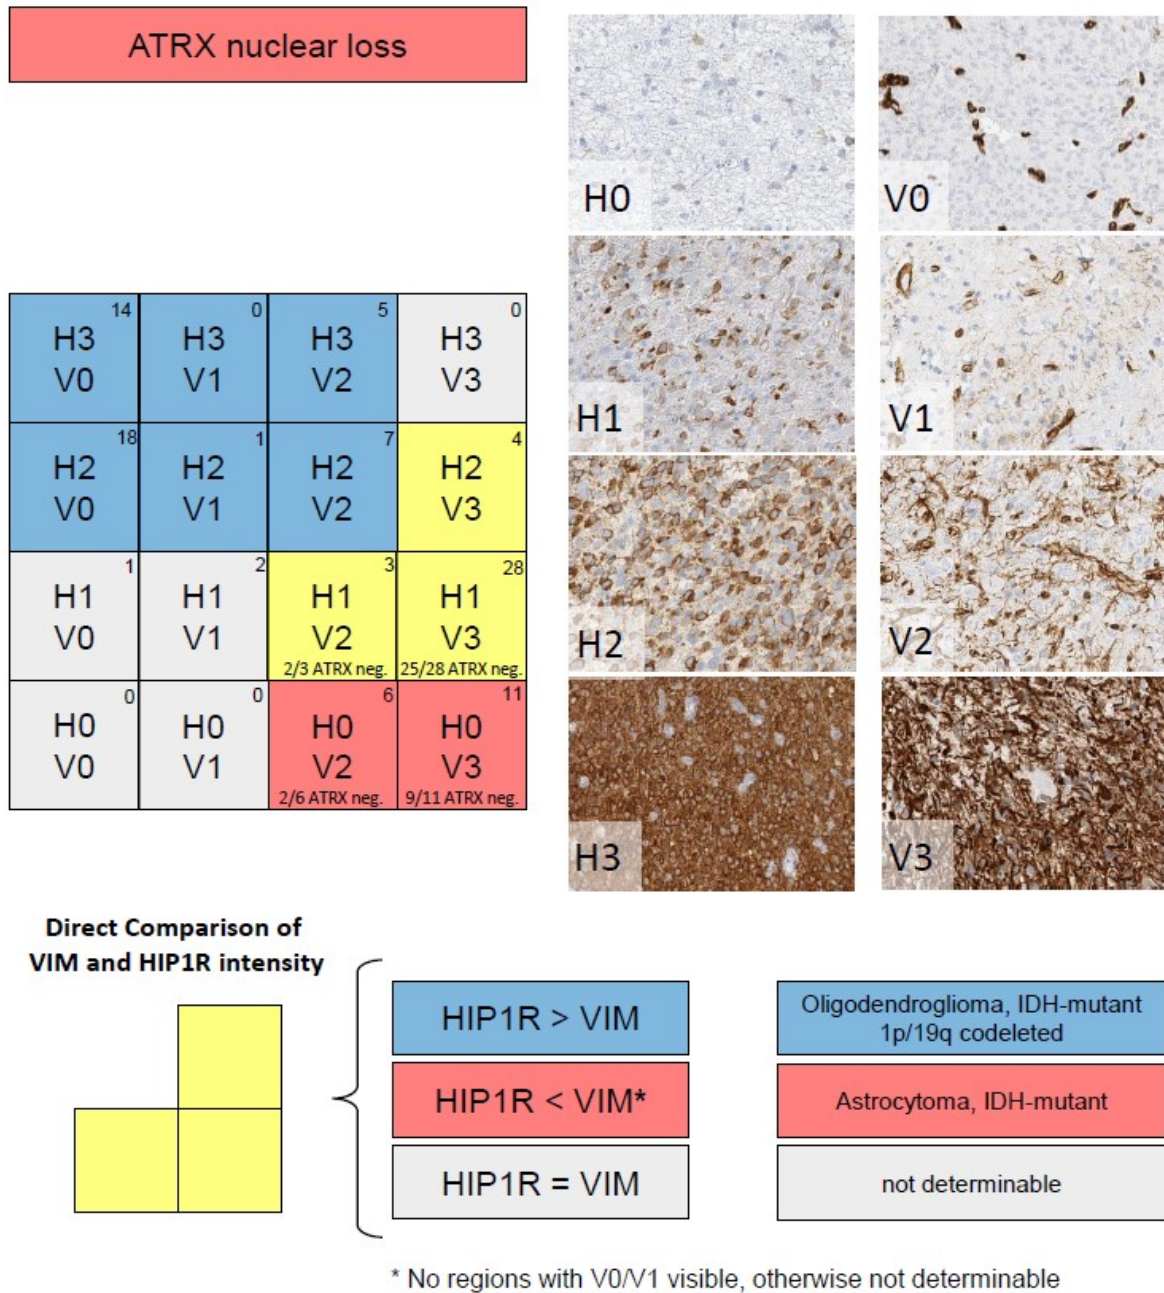 ATRX nuclear loss
H0
V0
H1
V1
H2
V2
H3
V3
14
H3
V0
0
H3
V1
5
H3
V2
0
H3
V3
18
H2
V0
1
H2
V1
7
H2
V2
4
H2
V3
1
H1
V0
2
H1
V1
3
H1
V2
2/3 ATRX neg.
28
H1
V3
25/28 ATRX neg.
0
H0
V0
0
H0
V1
6
H0
V2
2/6 ATRX neg.
11
H0
V3
9/11 ATRX neg.
Direct Comparison of
VIM and HIP1R intensity
HIP1R > VIM
Oligodendroglioma, IDH-mutant
1p/19q codeleted
HIP1R < VIM*
Astrocytoma, IDH-mutant
HIP1R = VIM
not determinable
* No regions with V0/V1 visible, otherwise not determinable